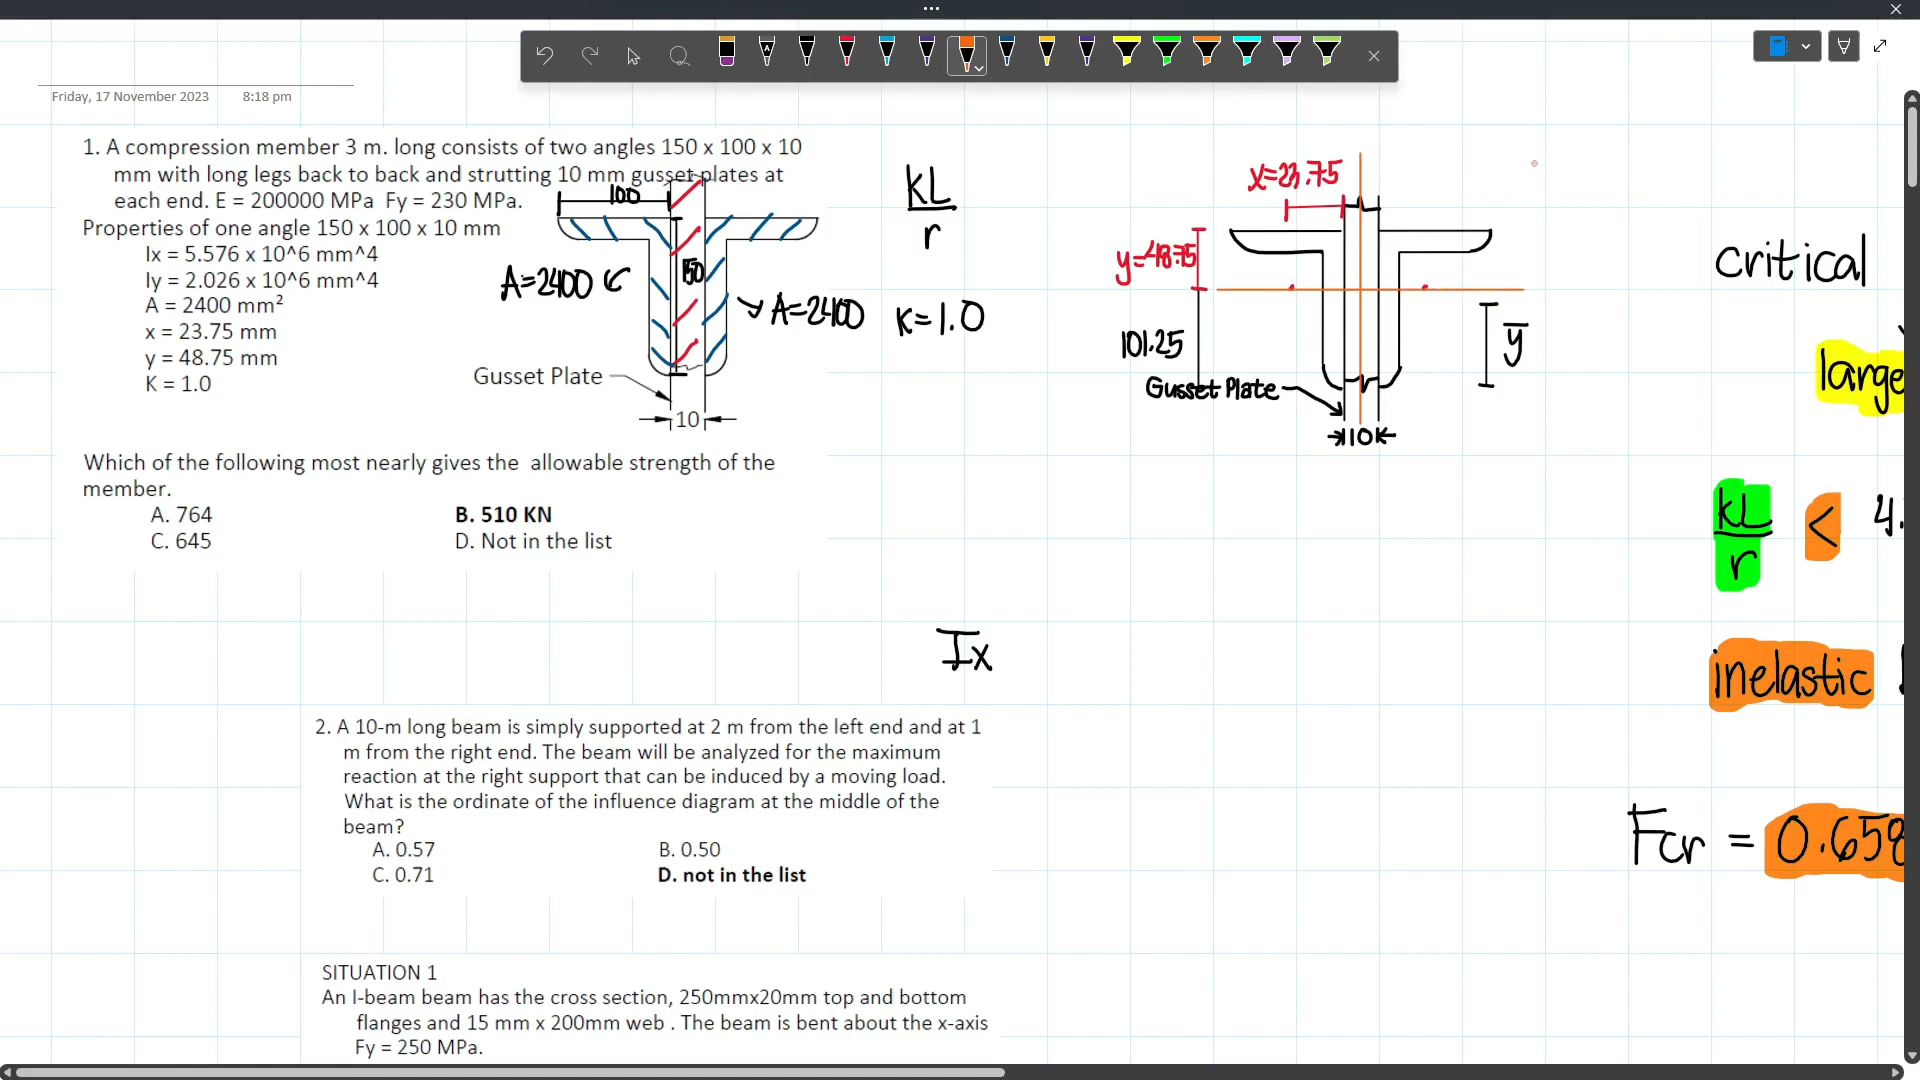 Friday, 17 November 2023 8:18 pm
1. A compression member 3 m. long consists of two angles 150 x 100 x 10
mm with long legs back to back and strutting 10 mm gusset plates at
each end. E = 200000 MPa Fy = 230 MPa.
Properties of one angle 150 x 100 x 10 mm
Ix = 5.576 x 10^6 mm^4
Iy = 2.026 x 10^6 mm^4
A = 2400 mm²
x = 23.75 mm
y = 48.75 mm
K = 1.0
100
150
A=2400
A=2400
Gusset Plate
10
kL
r
K=1.0
x=23.75
y=48.75
101.25
y̅
Gusset Plate
10
critical
large
kL
r
< 4.
inelastic
Fcr = 0.658
Which of the following most nearly gives the allowable strength of the
member.
A. 764 B. 510 KN
C. 645 D. Not in the list
Ix
2. A 10-m long beam is simply supported at 2 m from the left end and at 1
m from the right end. The beam will be analyzed for the maximum
reaction at the right support that can be induced by a moving load.
What is the ordinate of the influence diagram at the middle of the
beam?
A. 0.57 B. 0.50
C. 0.71 D. not in the list
SITUATION 1
An I-beam beam has the cross section, 250mmx20mm top and bottom
flanges and 15 mm x 200mm web . The beam is bent about the x-axis
Fy = 250 MPa.